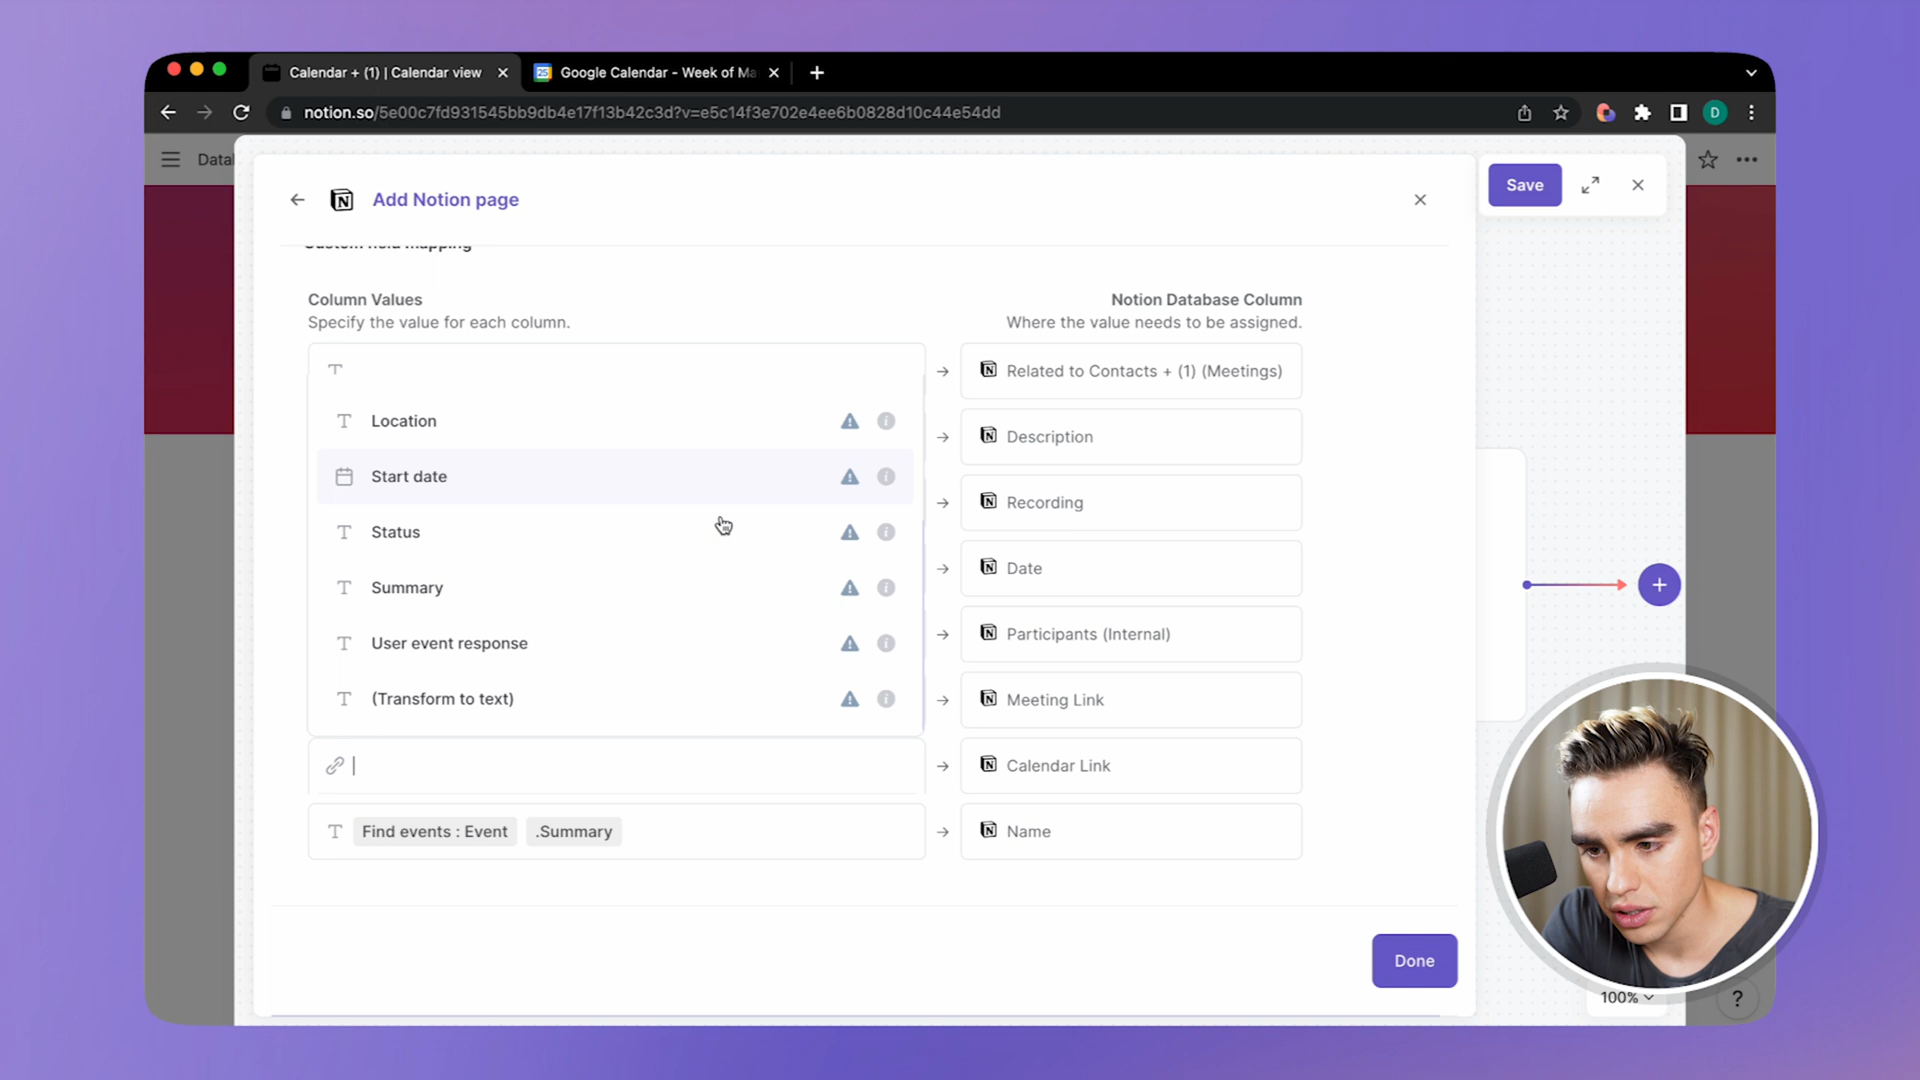 Calendar + (1) | Calendar view
Google Calendar - Week of Ma
notion.so/5e00c7fd931545bb9db4e17f13b42c3d?v=e5c14f3e702e4ee6b0828d10c44e54dd
D
Datal
Add Notion page
Save
Custom field mapping
Column Values
Specify the value for each column.
Notion Database Column
Where the value needs to be assigned.
Related to Contacts + (1) (Meetings)
Location
Description
Start date
Recording
Status
Date
Summary
Participants (Internal)
User event response
Meeting Link
(Transform to text)
Calendar Link
Find events : Event .Summary
Name
Done
100%
?